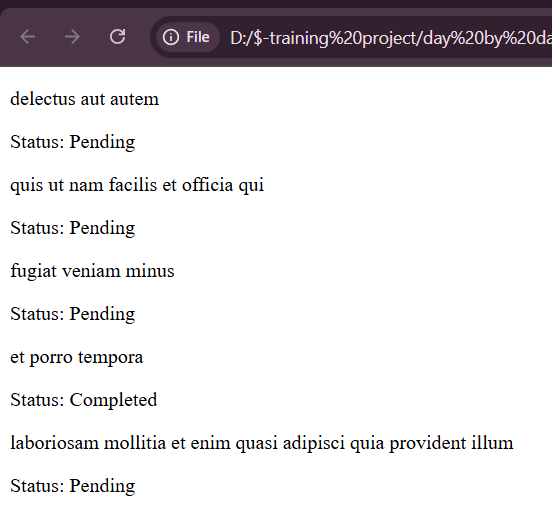 File D:/$-training%20project/day%20by%20da
delectus aut autem
Status: Pending
quis ut nam facilis et officia qui
Status: Pending
fugiat veniam minus
Status: Pending
et porro tempora
Status: Completed
laboriosam mollitia et enim quasi adipisci quia provident illum
Status: Pending